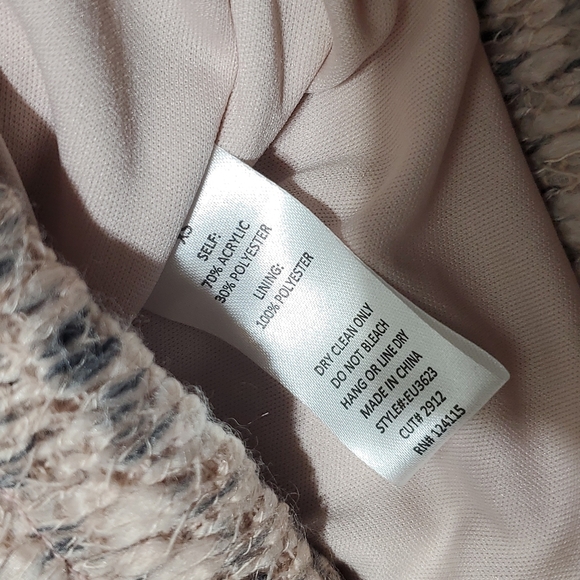 XS
SELF:
70% ACRYLIC
30% POLYESTER
LINING:
100% POLYESTER
DRY CLEAN ONLY
DO NOT BLEACH
HANG OR LINE DRY
MADE IN CHINA
STYLE#:EU3623
CUT# 2912
RN# 124115